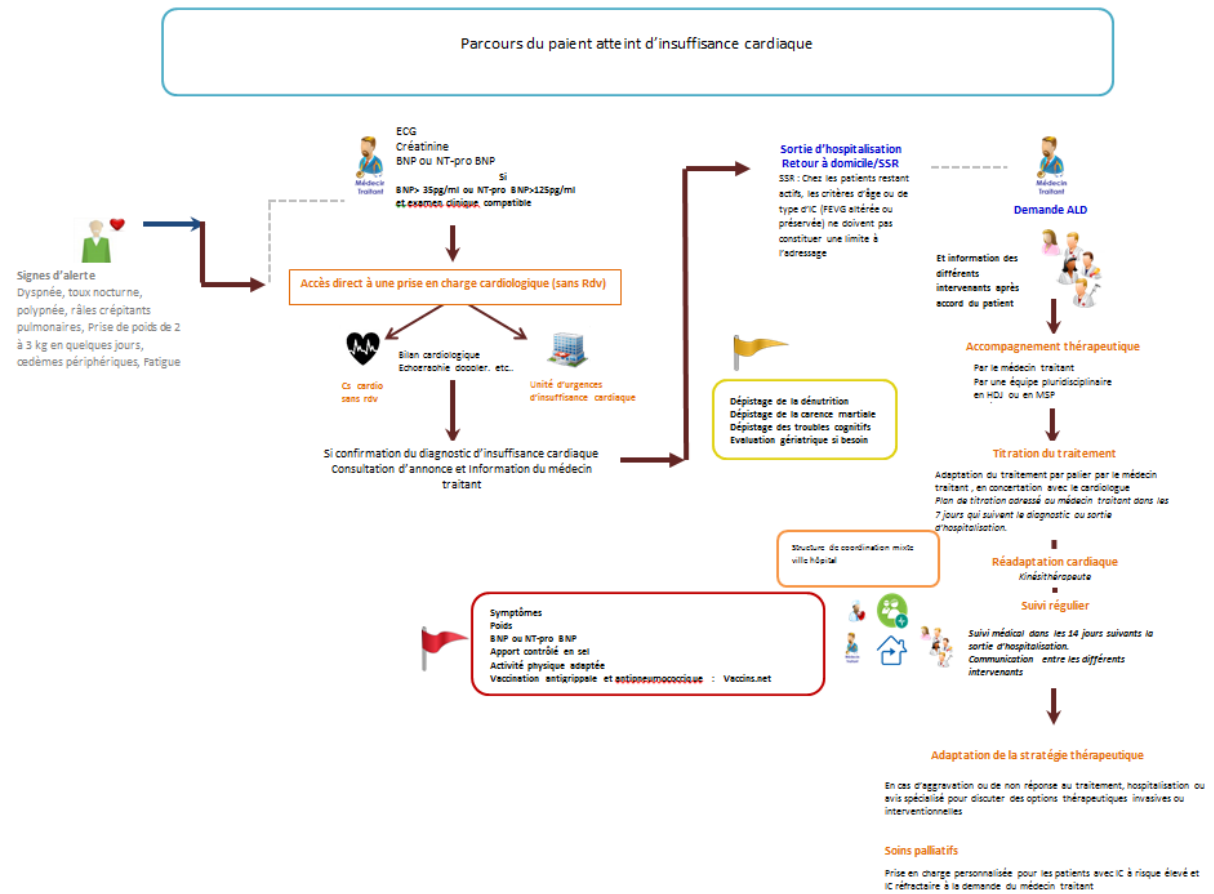 Parcours du paient atteint d'insuffisance cardiaque
ECG
Créatinine
BNP ou NT-pro BNP
Si
BNP> 35pg/ml ou NT-pro BNP>125pg/ml
et examen clinique compatible
Médecin
Traitant
Signes d'alerte
Dyspnée, toux nocturne,
polypnée, râles crépitants
pulmonaires, Prise de poids de 2
à 3 kg en quelques jours,
œdèmes périphériques, Fatigue
Accès direct à une prise en charge cardiologique (sans Rdv)
Bilan cardiologique
Echographie doppler, etc..
Cs cardio
sans rdv
Unité d'urgences
d'insuffisance cardiaque
Si confirmation du diagnostic d'insuffisance cardiaque
Consultation d'annonce et Information du médecin
traitant
Sortie d'hospitalisation
Retour à domicile/SSR
SSR : Chez les patients restant
actifs, les critères d'âge ou de
type d'IC (FEVG altérée ou
préservée) ne doivent pas
constituer une limite à
l'adressage
Médecin
Traitant
Demande ALD
Et information des
différents
intervenants après
accord du patient
Dépistage de la dénutrition
Dépistage de la carence martiale
Dépistage des troubles cognitifs
Evaluation gériatrique si besoin
Accompagnement thérapeutique
Par le médecin traitant
Par une équipe pluridisciplinaire
en HDJ ou en MSP
Titration du traitement
Adaptation du traitement par palier par le médecin
traitant , en concertation avec le cardiologue
Plan de titration adressé au médecin traitant dans les
7 jours qui suivent le diagnostic ou sortie
d'hospitalisation.
Structure de coordination mixte
ville hôpital
Réadaptation cardiaque
Kinésithérapeute
Suivi régulier
Suivi médical dans les 14 jours suivants la
sortie d'hospitalisation.
Communication entre les différents
intervenants
Médecin
Traitant
Symptômes
Poids
BNP ou NT-pro BNP
Apport contrôlé en sel
Activité physique adaptée
Vaccination antigrippale et antipneumococcique : Vaccins.net
Adaptation de la stratégie thérapeutique
En cas d'aggravation ou de non réponse au traitement, hospitalisation ou
avis spécialisé pour discuter des options thérapeutiques invasives ou
interventionnelles
Soins palliatifs
Prise en charge personnalisée pour les patients avec IC à risque élevé et
IC réfractaire à la demande du médecin traitant